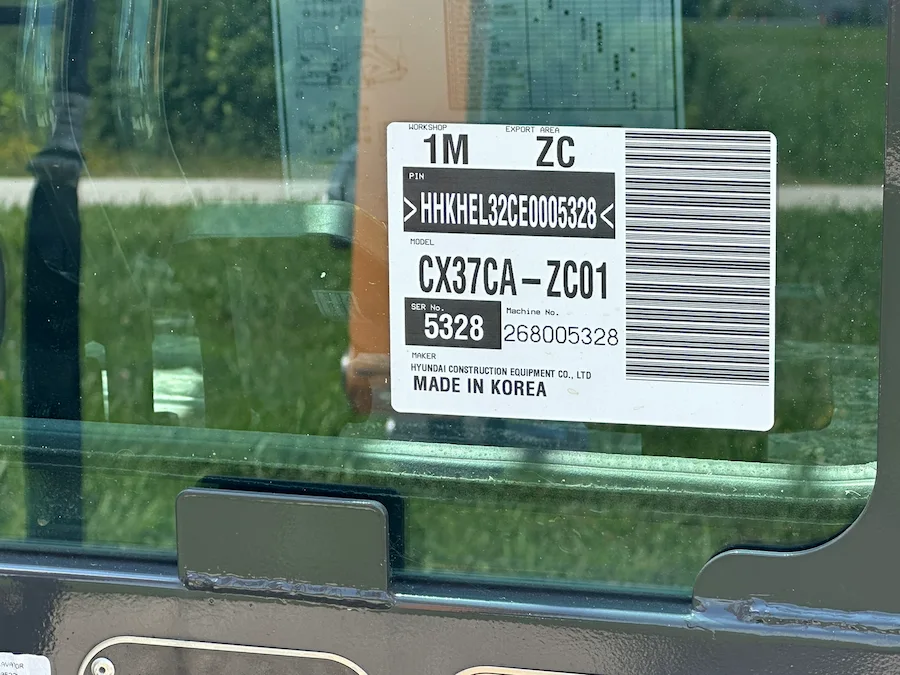 WORKSHOP EXPORT AREA
1M ZC
PIN
>HHKHEL32CE0005328<
MODEL
CX37CA-ZC01
SER No. Machine No.
5328 268005328
MAKER
HYUNDAI CONSTRUCTION EQUIPMENT CO., LTD
MADE IN KOREA